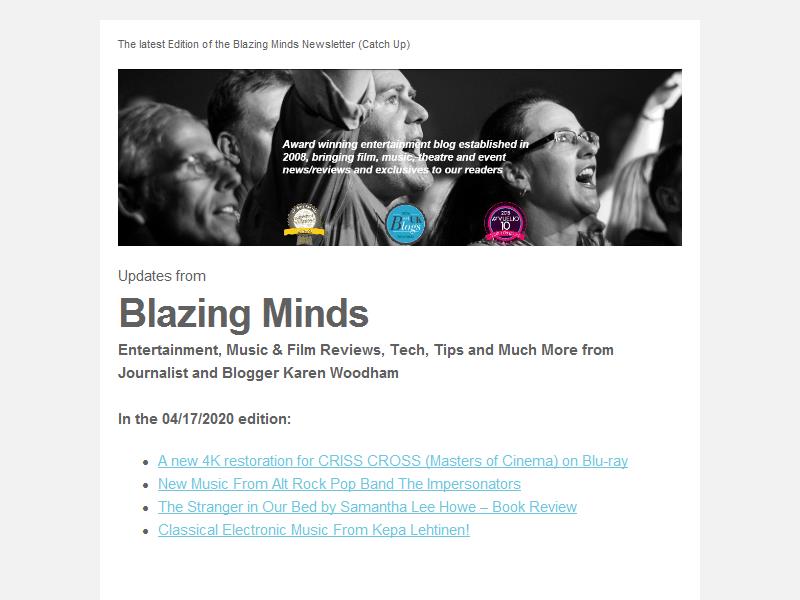 The latest Edition of the Blazing Minds Newsletter (Catch Up)
Award winning entertainment blog established in
2008, bringing film, music, theatre and event
news/reviews and exclusives to our readers
Blogs
2018
VUELIO
10
Updates from
Blazing Minds
Entertainment, Music & Film Reviews, Tech, Tips and Much More from
Journalist and Blogger Karen Woodham
In the 04/17/2020 edition:
A new 4K restoration for CRISS CROSS (Masters of Cinema) on Blu-ray
New Music From Alt Rock Pop Band The Impersonators
The Stranger in Our Bed by Samantha Lee Howe – Book Review
Classical Electronic Music From Kepa Lehtinen!